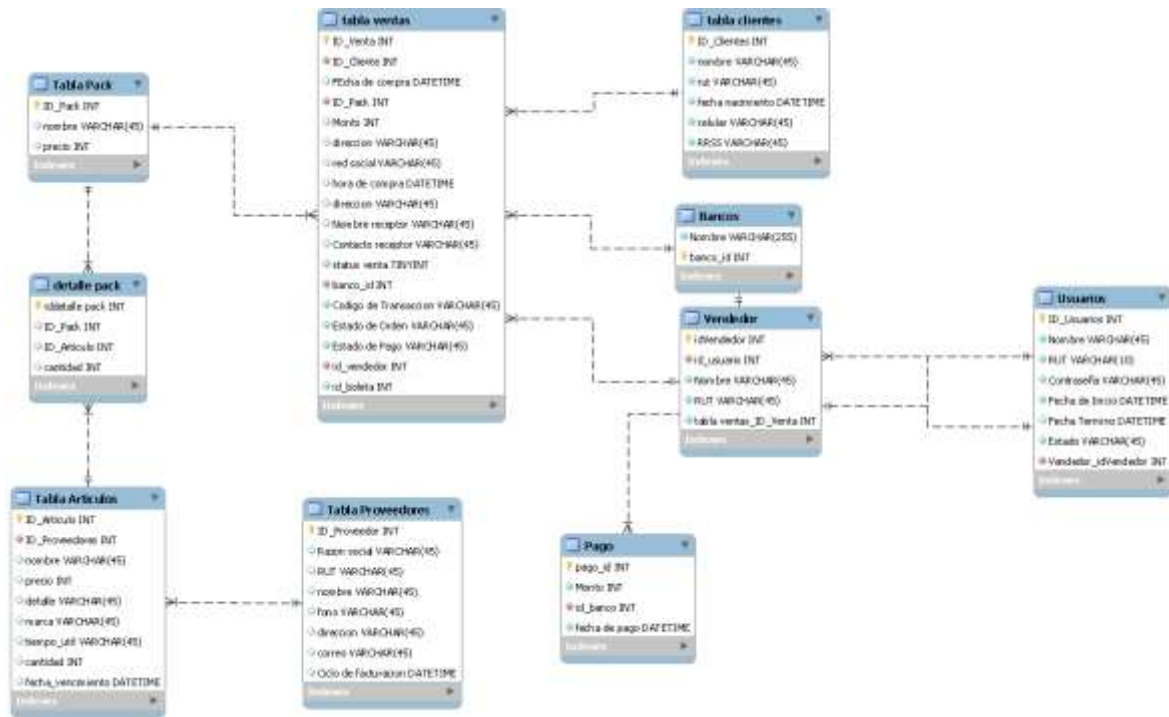 tabla ventas
ID_Venta INT
ID_Cliente INT
FEcha de compra DATETIME
ID_Pack INT
Monto INT
direccion VARCHAR(45)
red social VARCHAR(45)
hora de compra DATETIME
direccion VARCHAR(45)
Nombre receptor VARCHAR(45)
Contacto receptor VARCHAR(45)
status venta TINYINT
banco_id INT
Codigo de Transaccion VARCHAR(45)
Estado de Orden VARCHAR(45)
Estado de Pago VARCHAR(45)
id_vendedor INT
id_boleta INT
Indexes
tabla clientes
ID_Clientes INT
nombre VARCHAR(45)
rut VARCHAR(45)
fecha nacimiento DATETIME
celular VARCHAR(45)
RRSS VARCHAR(45)
Indexes
Tabla Pack
ID_Pack INT
nombre VARCHAR(45)
precio INT
Indexes
Bancos
Nombre VARCHAR(255)
banco_id INT
Indexes
detalle pack
iddetalle pack INT
ID_Pack INT
ID_Articulo INT
cantidad INT
Indexes
Vendedor
idVendedor INT
id_usuario INT
Nombre VARCHAR(45)
RUT VARCHAR(45)
tabla ventas_ID_Venta INT
Indexes
Usuarios
ID_Usuarios INT
Nombre VARCHAR(45)
RUT VARCHAR(10)
Contraseña VARCHAR(45)
Fecha de Inicio DATETIME
Fecha Termino DATETIME
Estado VARCHAR(45)
Vendedor_idVendedor INT
Indexes
Tabla Articulos
ID_Articulo INT
ID_Proveedores INT
nombre VARCHAR(45)
precio INT
detalle VARCHAR(45)
marca VARCHAR(45)
tiempo_util VARCHAR(45)
cantidad INT
fecha_vencimiento DATETIME
Indexes
Tabla Proveedores
ID_Proveedor INT
Razon social VARCHAR(45)
RUT VARCHAR(45)
nombre VARCHAR(45)
fono VARCHAR(45)
direccion VARCHAR(45)
correo VARCHAR(45)
Ciclo de facturacion DATETIME
Indexes
Pago
pago_id INT
Monto INT
id_banco INT
fecha de pago DATETIME
Indexes